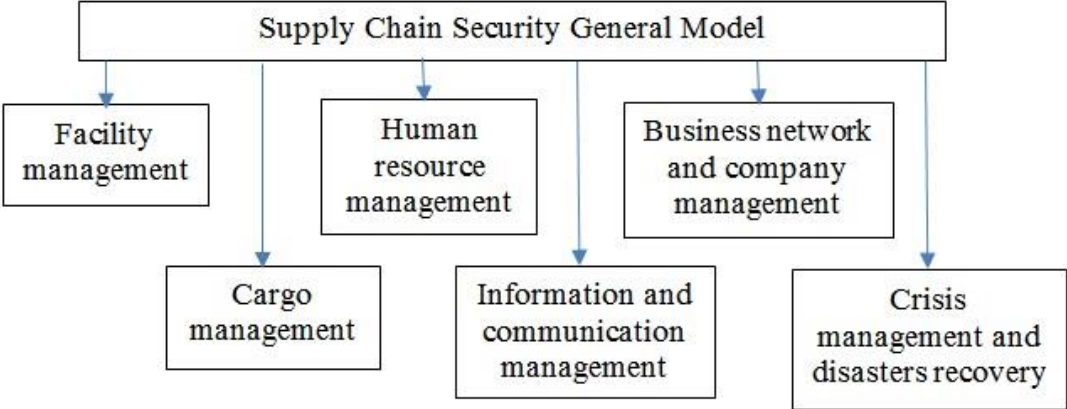 Supply Chain Security General Model
Facility
management
Human
resource
management
Business network
and company
management
Cargo
management
Information and
communication
management
Crisis
management and
disasters recovery